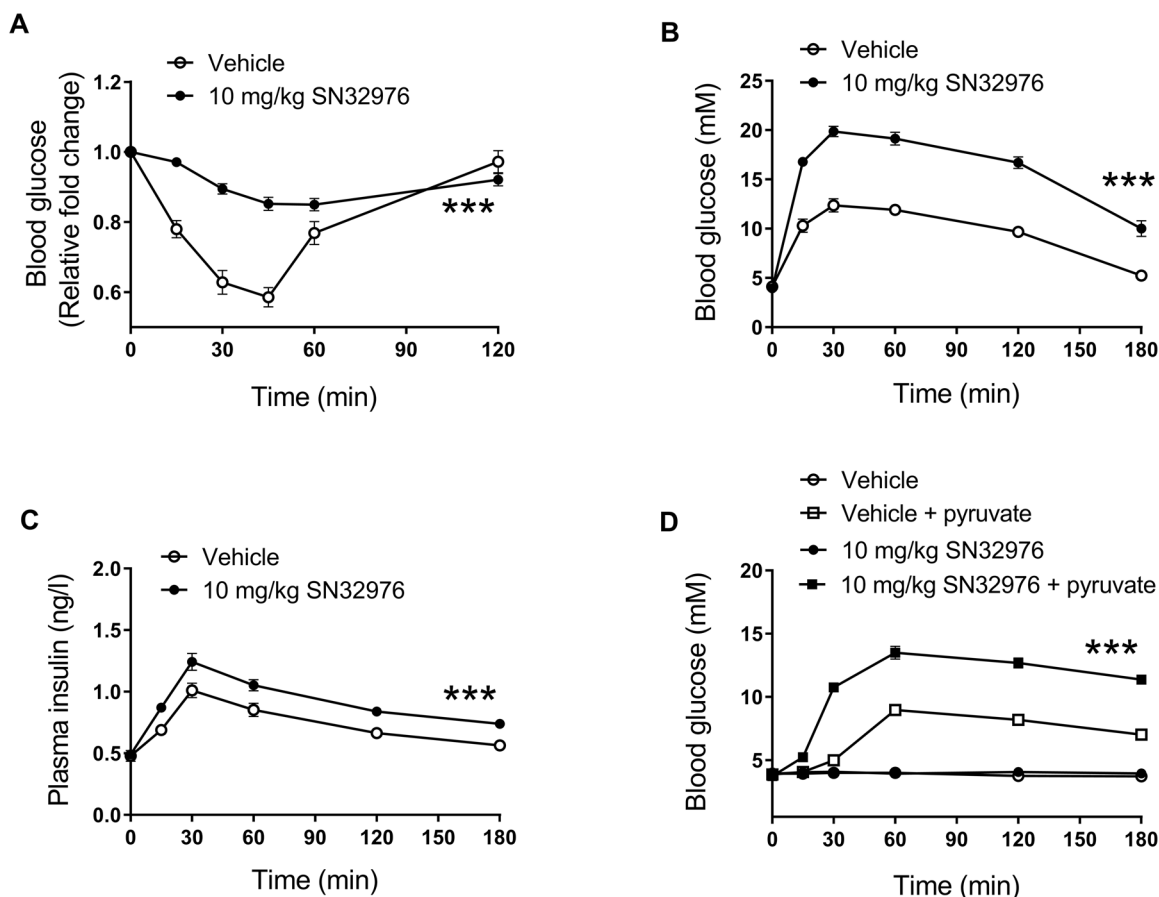 A
Vehicle
10 mg/kg SN32976
Blood glucose
(Relative fold change)
1.2
1.0
0.8
0.6
***
0 30 60 90 120
Time (min)
B
Vehicle
10 mg/kg SN32976
Blood glucose (mM)
25
20
15
10
5
0
***
0 30 60 90 120 150 180
Time (min)
C
Vehicle
10 mg/kg SN32976
Plasma insulin (ng/l)
2.0
1.5
1.0
0.5
0.0
***
0 30 60 90 120 150 180
Time (min)
D
Vehicle
Vehicle + pyruvate
10 mg/kg SN32976
10 mg/kg SN32976 + pyruvate
Blood glucose (mM)
20
15
10
5
***
0 30 60 90 120 150 180
Time (min)